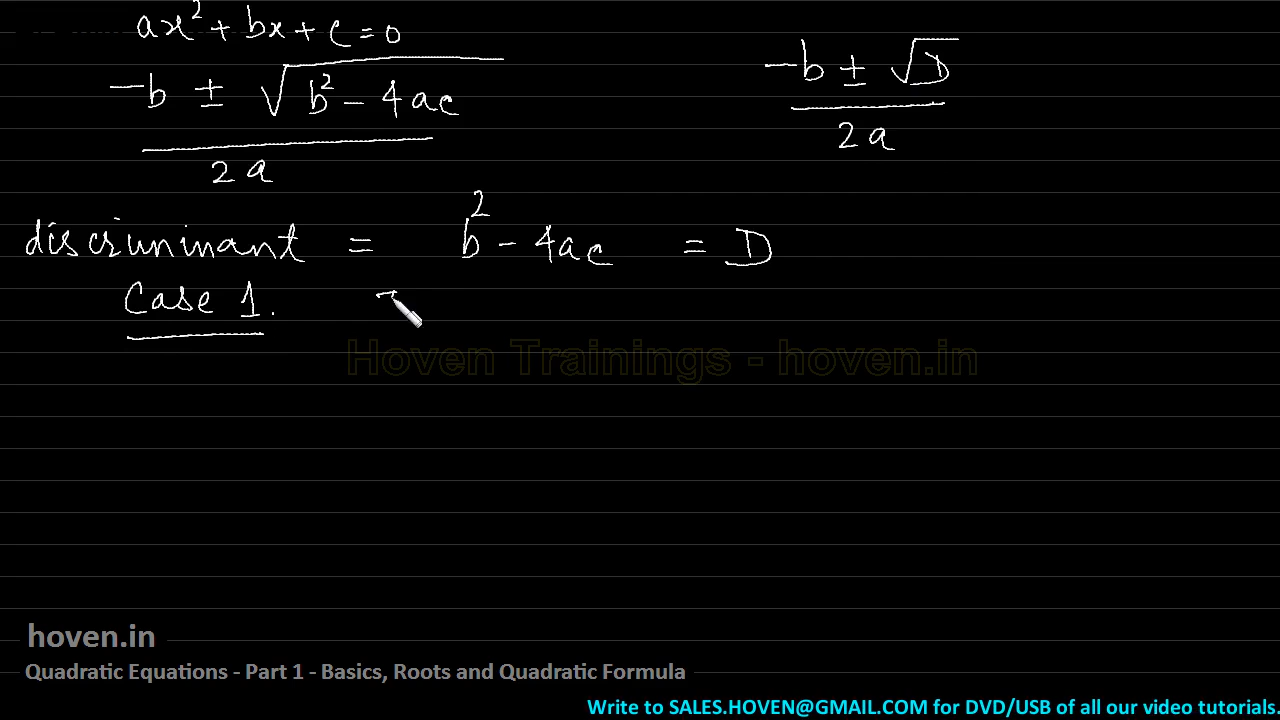 ax² + bx + c = 0
-b ± √b² - 4ac
2a
-b ± √D
2a
discriminant = b² - 4ac = D
Case 1.
Hoven Trainings - hoven.in
hoven.in
Quadratic Equations - Part 1 - Basics, Roots and Quadratic Formula
Write to SALES.HOVEN@GMAIL.COM for DVD/USB of all our video tutorials.